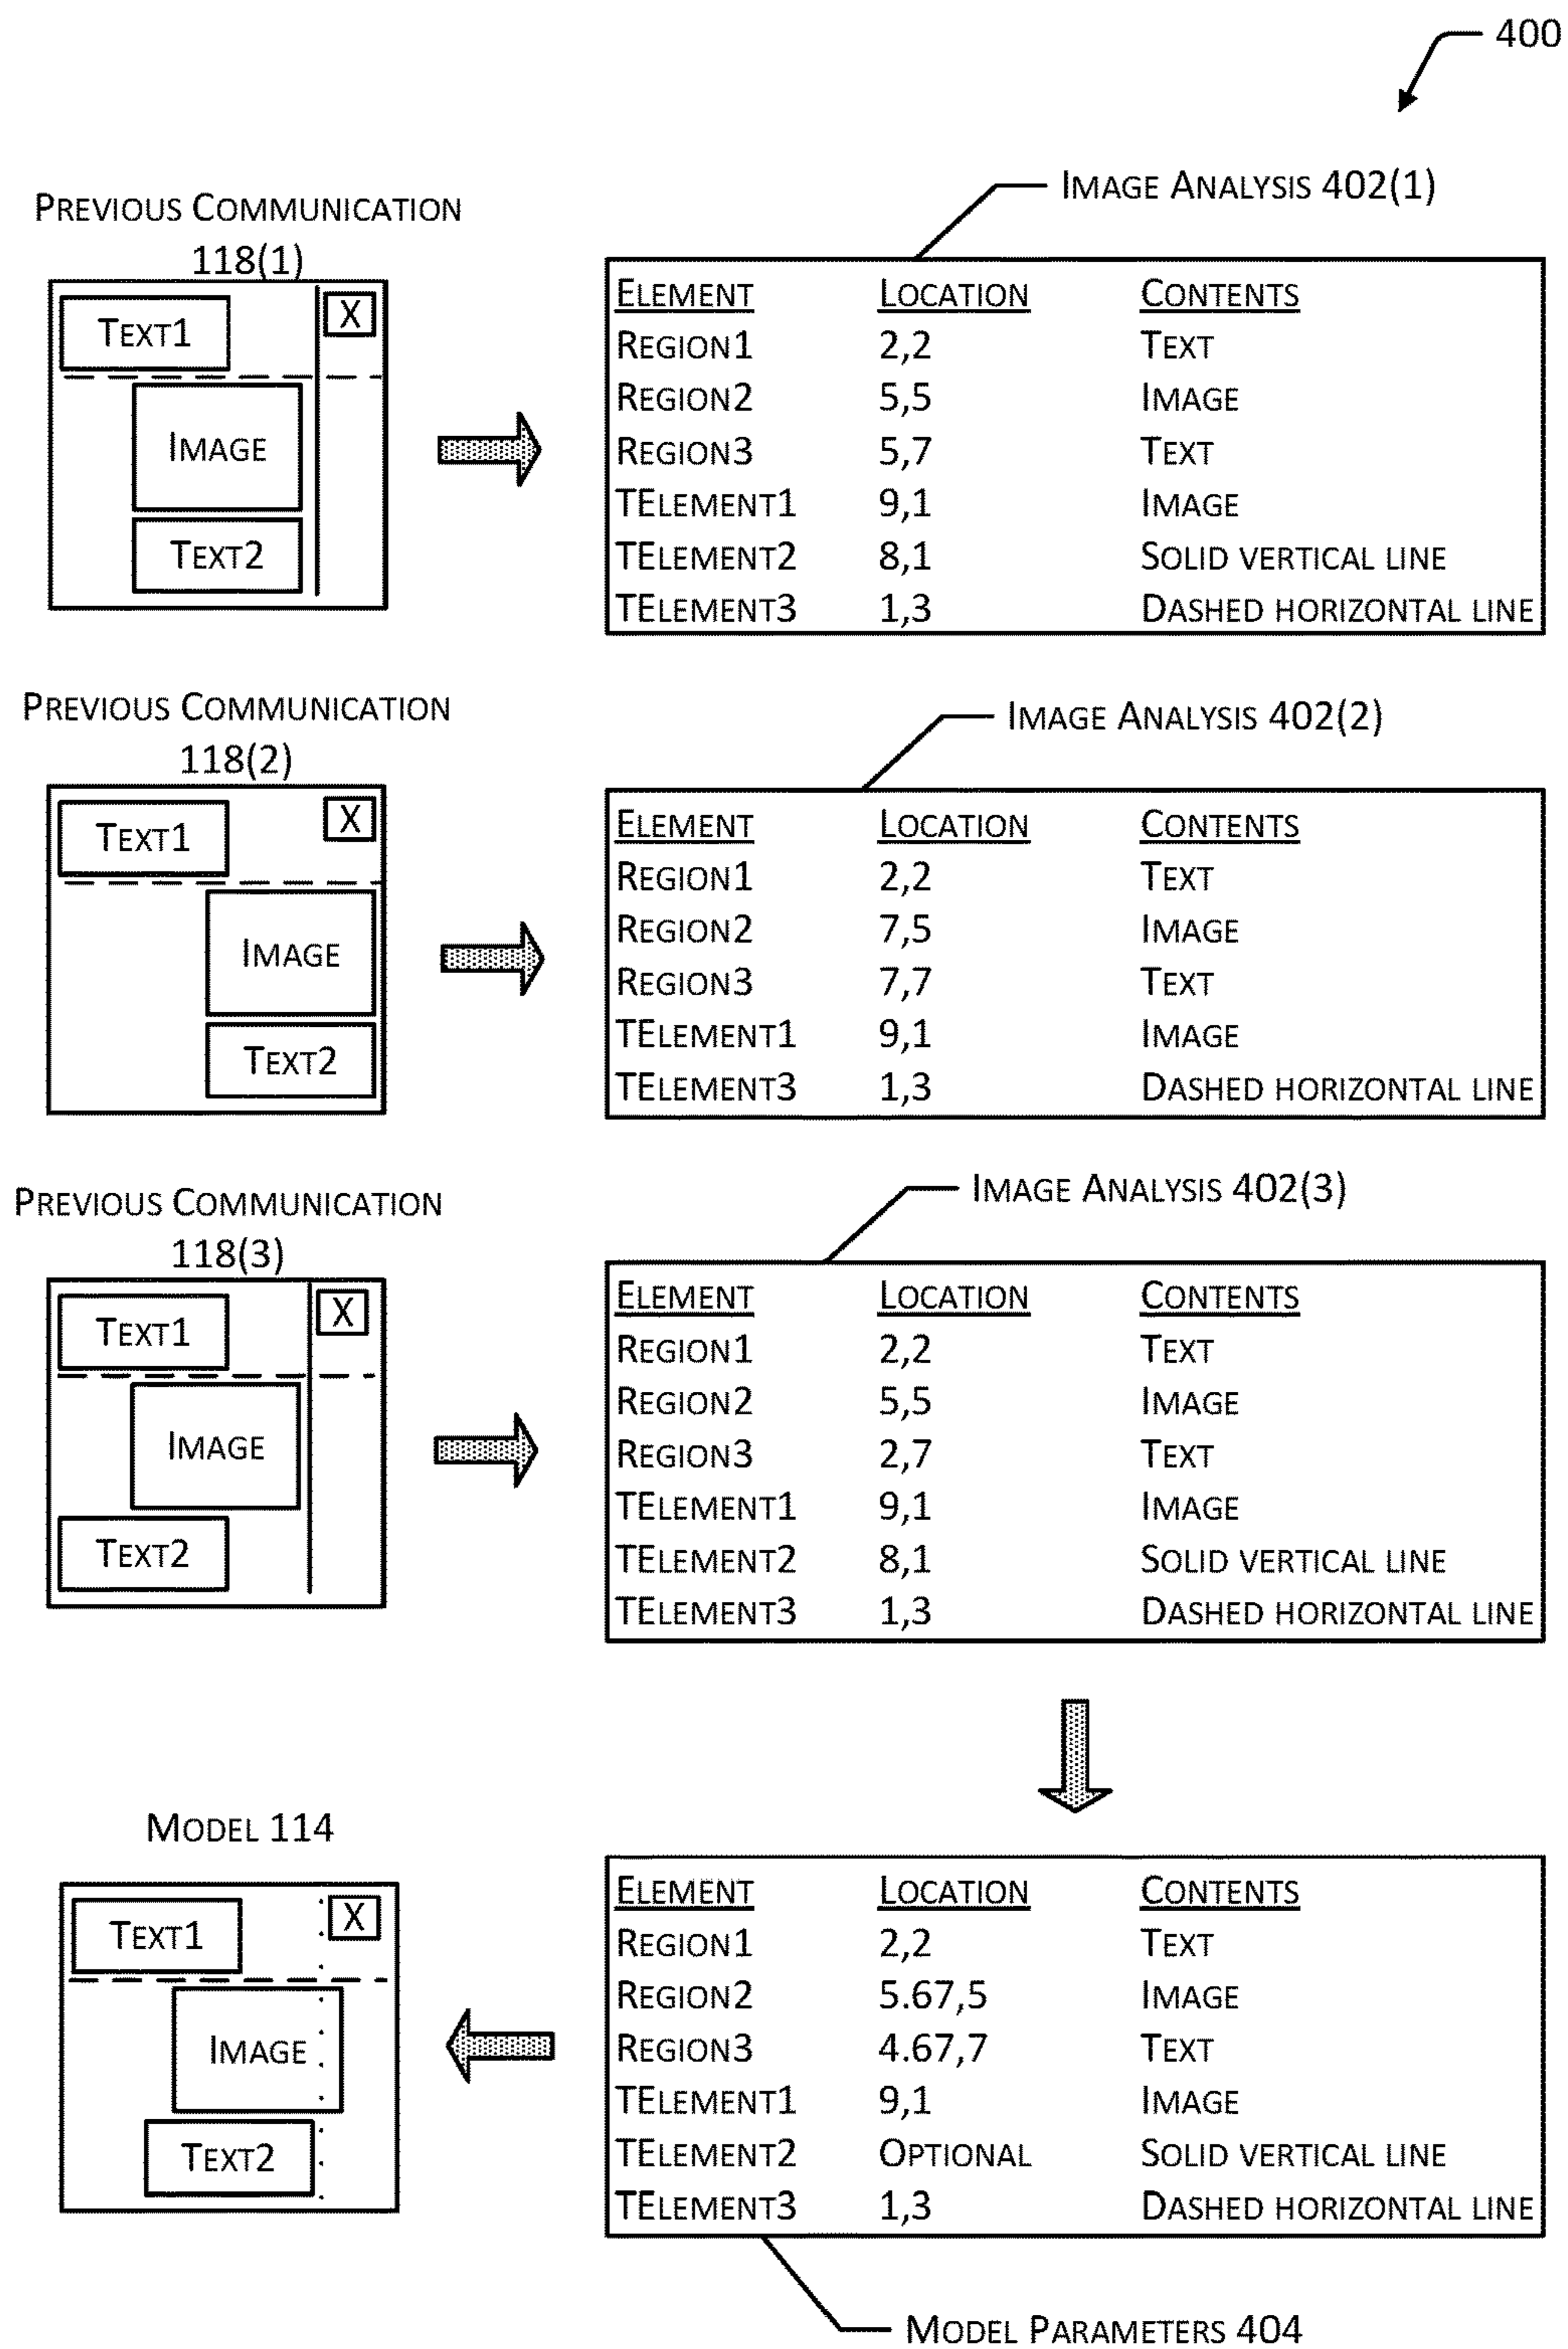 400
Previous Communication
118(1)
Text1
X
Image
Text2
Image Analysis 402(1)
Element Location Contents
Region1 2,2 Text
Region2 5,5 Image
Region3 5,7 Text
TElement1 9,1 Image
TElement2 8,1 Solid vertical line
TElement3 1,3 Dashed horizontal line
Previous Communication
118(2)
Text1
X
Image
Text2
Image Analysis 402(2)
Element Location Contents
Region1 2,2 Text
Region2 7,5 Image
Region3 7,7 Text
TElement1 9,1 Image
TElement3 1,3 Dashed horizontal line
Previous Communication
118(3)
Text1
X
Image
Text2
Image Analysis 402(3)
Element Location Contents
Region1 2,2 Text
Region2 5,5 Image
Region3 2,7 Text
TElement1 9,1 Image
TElement2 8,1 Solid vertical line
TElement3 1,3 Dashed horizontal line
Model 114
Text1
X
Image
Text2
Element Location Contents
Region1 2,2 Text
Region2 5.67,5 Image
Region3 4.67,7 Text
TElement1 9,1 Image
TElement2 Optional Solid vertical line
TElement3 1,3 Dashed horizontal line
Model Parameters 404